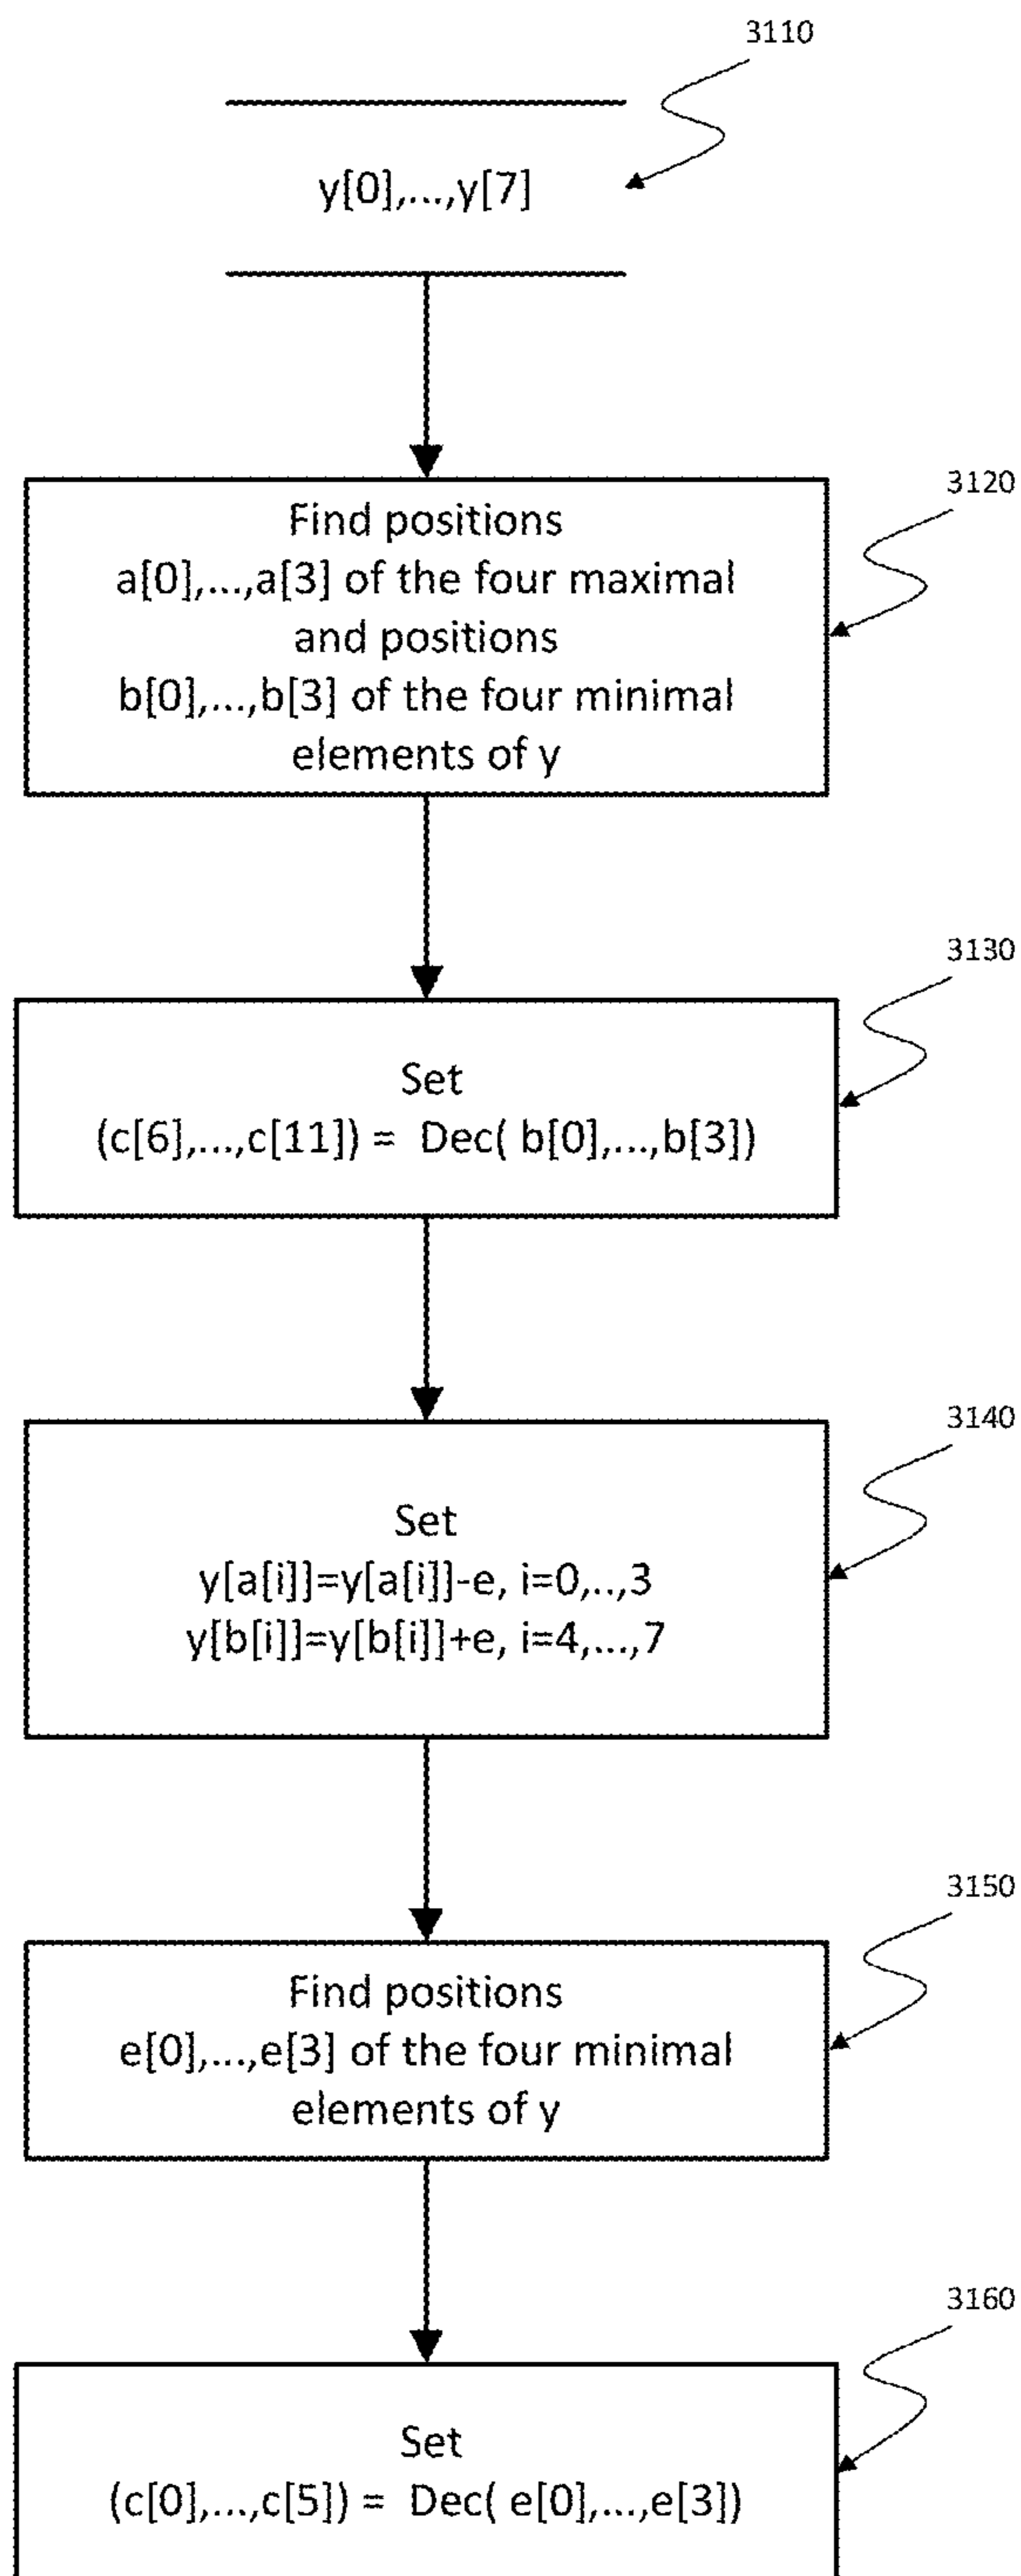 3110
y[0],...,y[7]
3120
Find positions
a[0],...,a[3] of the four maximal
and positions
b[0],...,b[3] of the four minimal
elements of y
3130
Set
(c[6],...,c[11]) = Dec( b[0],...,b[3])
3140
Set
y[a[i]]=y[a[i]]-e, i=0,..,3
y[b[i]]=y[b[i]]+e, i=4,...,7
3150
Find positions
e[0],...,e[3] of the four minimal
elements of y
3160
Set
(c[0],...,c[5]) = Dec( e[0],...,e[3])